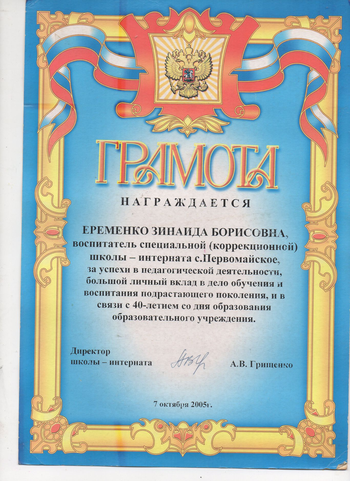 ГРАМОТА
НАГРАЖДАЕТСЯ
ЕРЕМЕНКО ЗИНАИДА БОРИСОВНА,
воспитатель специальной (коррекционной)
школы – интерната с.Первомайское,
за успехи в педагогической деятельности,
большой личный вклад в дело обучения и
воспитания подрастающего поколения, и в
связи с 40-летием со дня образования
образовательного учреждения.
Директор
школы – интерната А.В. Грищенко
7 октября 2005г.